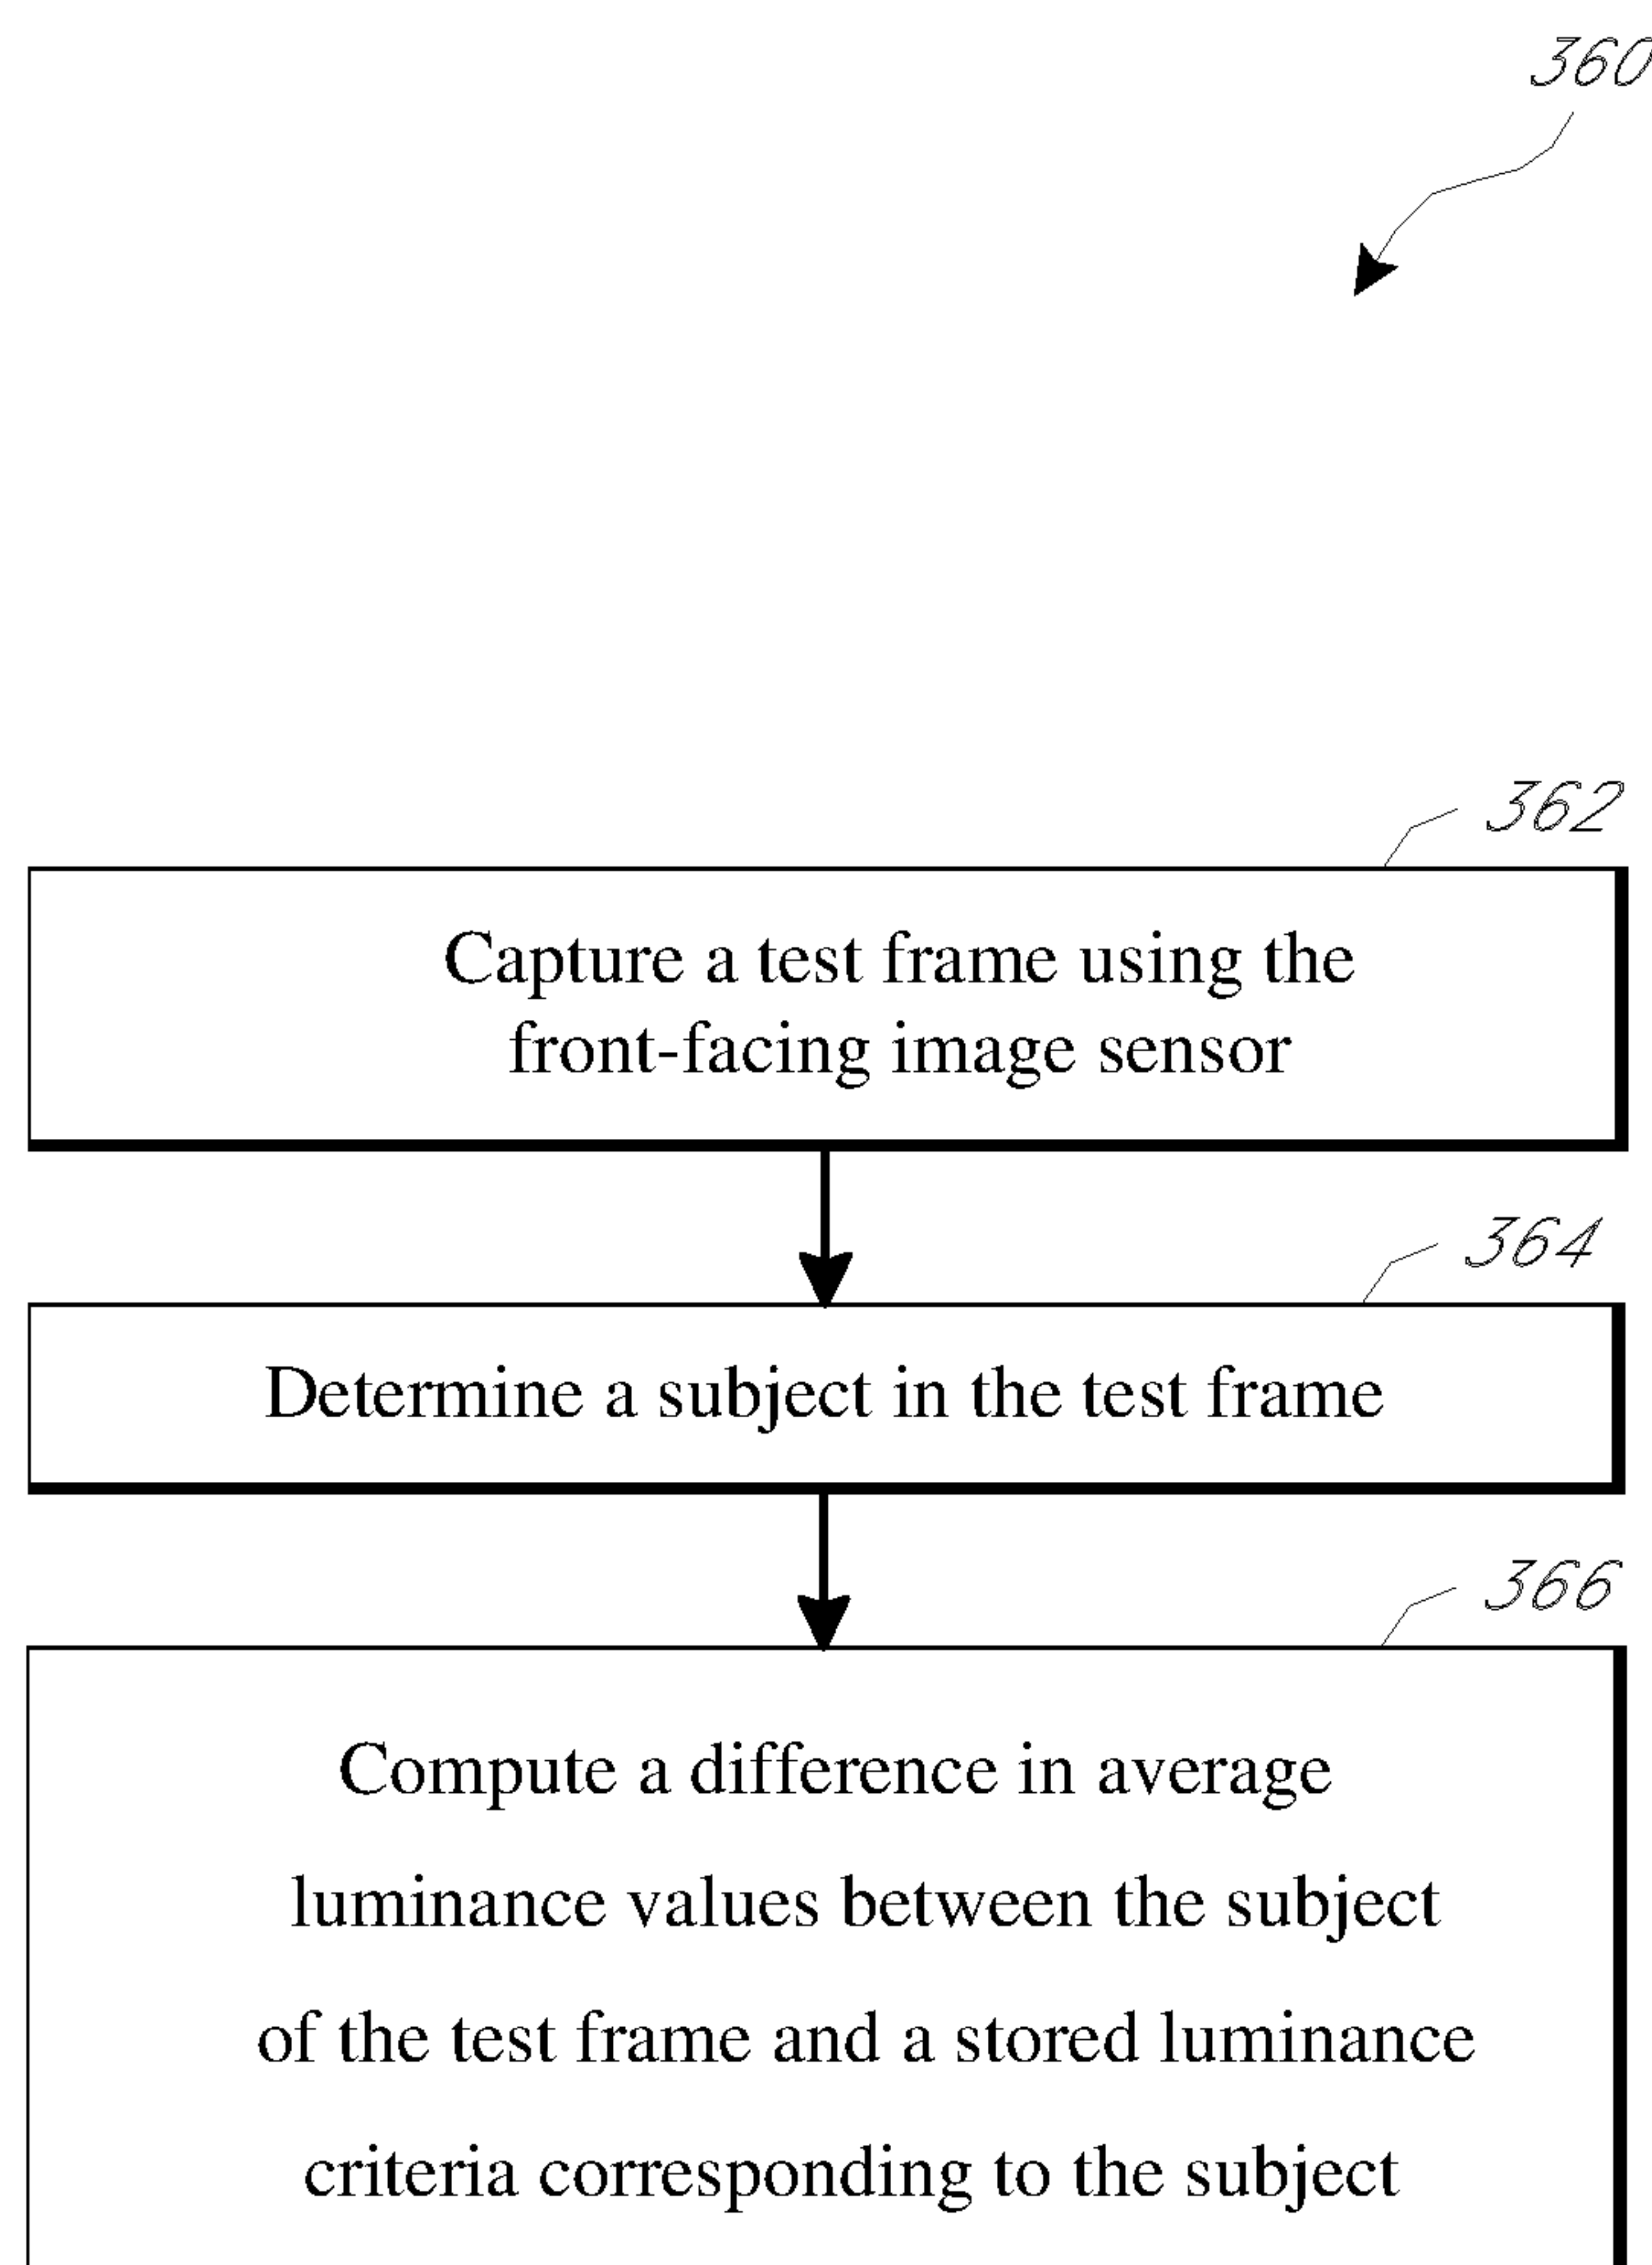 360
362
Capture a test frame using the
front-facing image sensor
364
Determine a subject in the test frame
366
Compute a difference in average
luminance values between the subject
of the test frame and a stored luminance
criteria corresponding to the subject